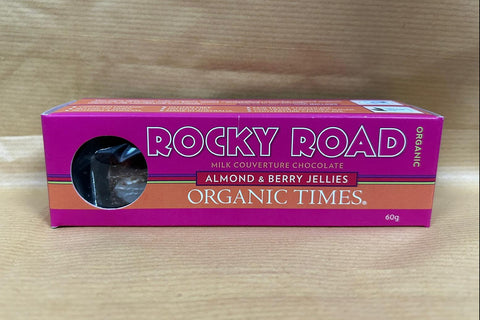 ROCKY ROAD
MILK COUVERTURE CHOCOLATE
ALMOND & BERRY JELLIES
ORGANIC TIMES®
ORGANIC
60g